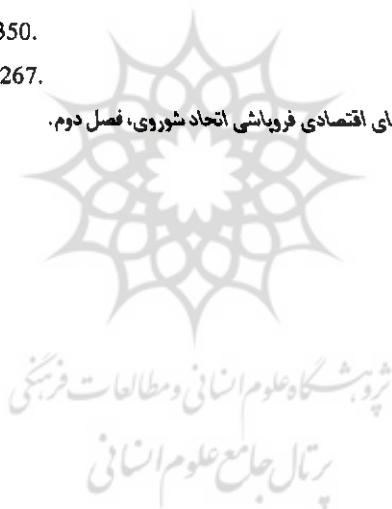 350.
267.
ای اقتصادی فروپاشی اتحاد شوروی، فصل دوم.
پژوهشگاه علوم انسانی و مطالعات فرهنگی
پرتال جامع علوم انسانی